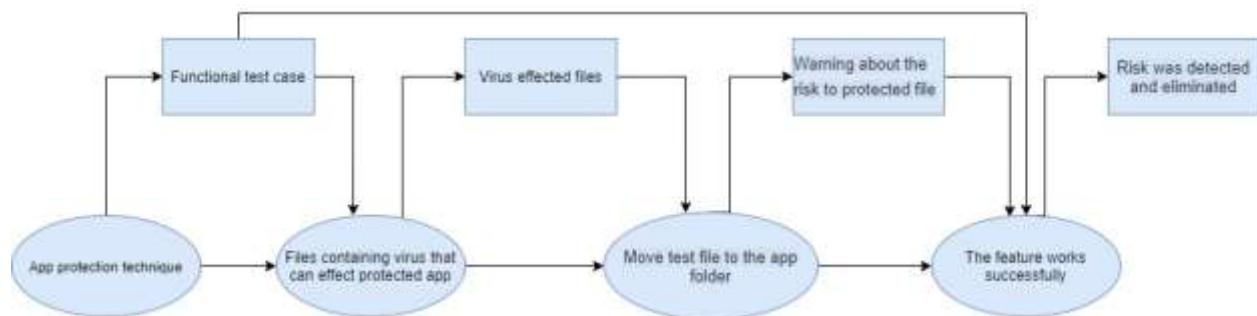 Functional test case
Virus effected files
Warning about the
risk to protected file
Risk was detected
and eliminated
App protection technique
Files containing virus that
can effect protected app
Move test file to the app
folder
The feature works
successfully